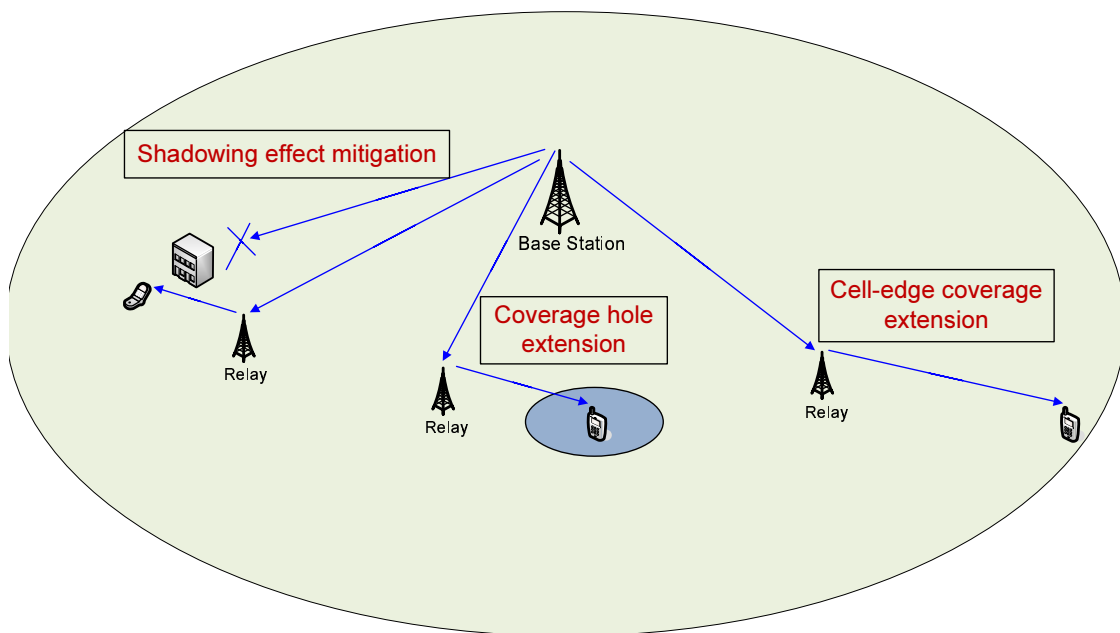 Shadowing effect mitigation
Base Station
Cell-edge coverage
extension
Coverage hole
extension
Relay
Relay
Relay